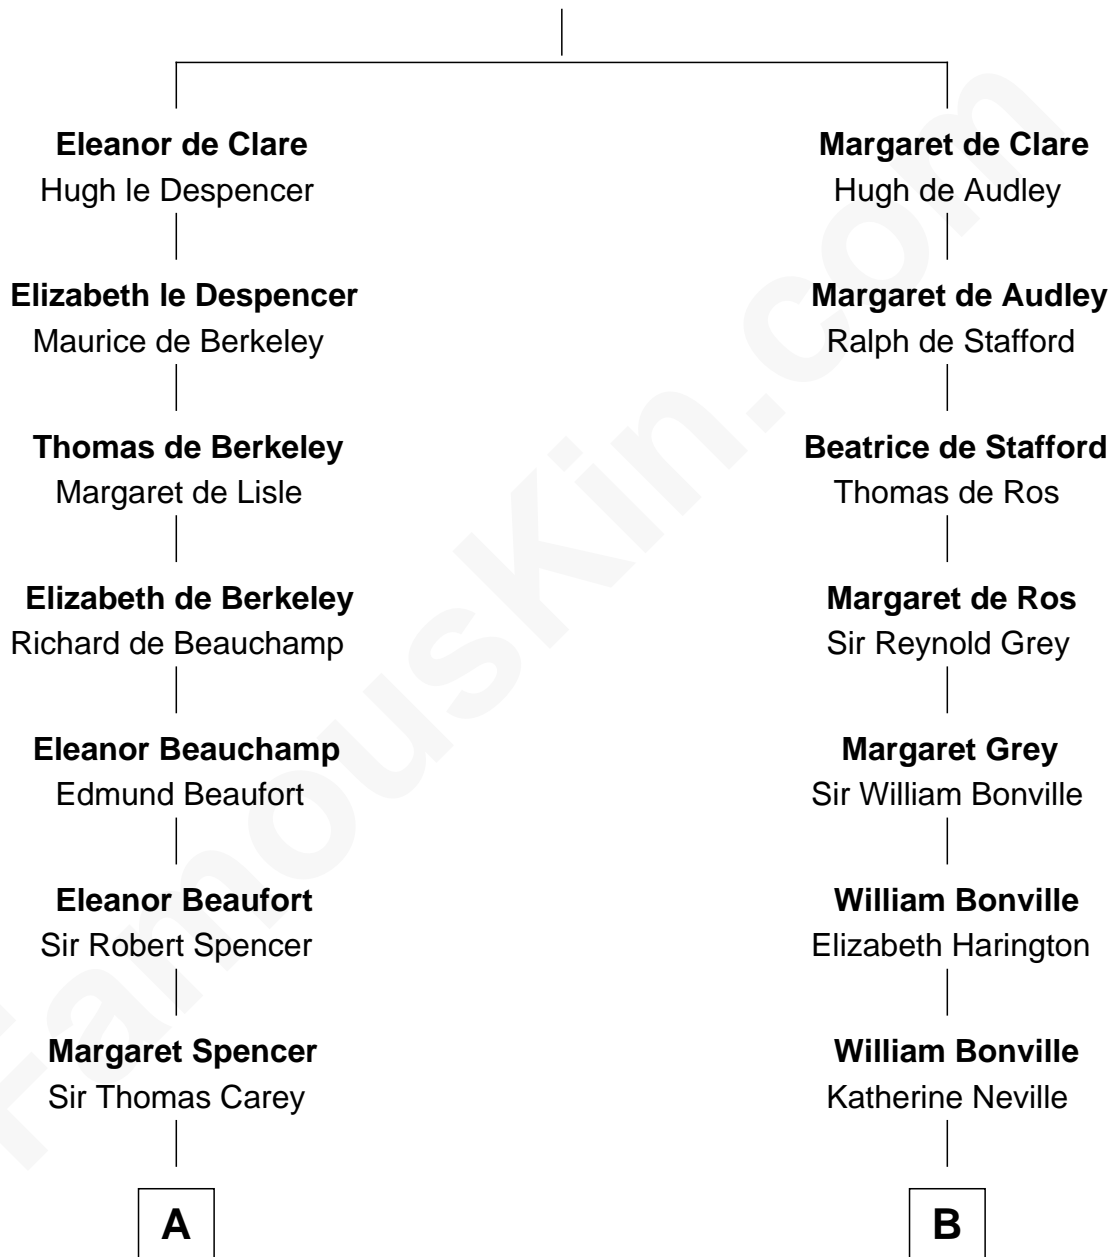 Eleanor de Clare
Hugh le Despencer
Elizabeth le Despencer
Maurice de Berkeley
Thomas de Berkeley
Margaret de Lisle
Elizabeth de Berkeley
Richard de Beauchamp
Eleanor Beauchamp
Edmund Beaufort
Eleanor Beaufort
Sir Robert Spencer
Margaret Spencer
Sir Thomas Carey
A
Margaret de Clare
Hugh de Audley
Margaret de Audley
Ralph de Stafford
Beatrice de Stafford
Thomas de Ros
Margaret de Ros
Sir Reynold Grey
Margaret Grey
Sir William Bonville
William Bonville
Elizabeth Harington
William Bonville
Katherine Neville
B
FamousKin.com